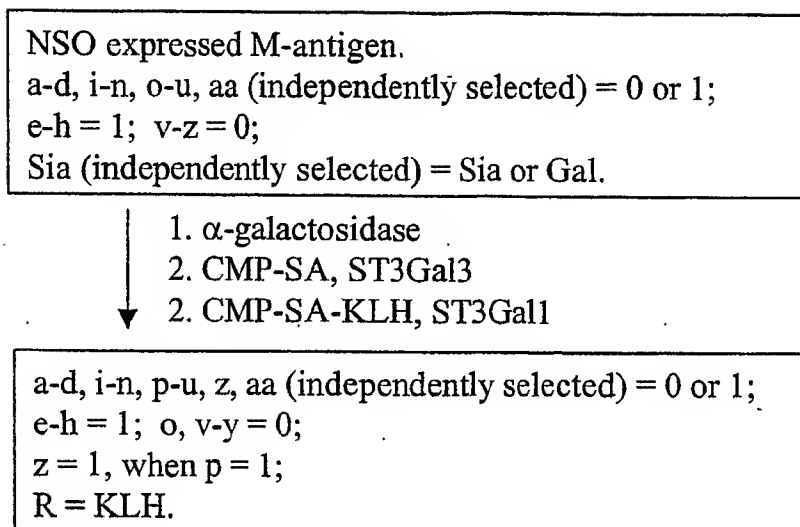 NSO expressed M-antigen.
a-d, i-n, o-u, aa (independently selected) = 0 or 1;
e-h = 1; v-z = 0;
Sia (independently selected) = Sia or Gal.
1. α-galactosidase
2. CMP-SA, ST3Gal3
2. CMP-SA-KLH, ST3Gal1
a-d, i-n, p-u, z, aa (independently selected) = 0 or 1;
e-h = 1; o, v-y = 0;
z = 1, when p = 1;
R = KLH.